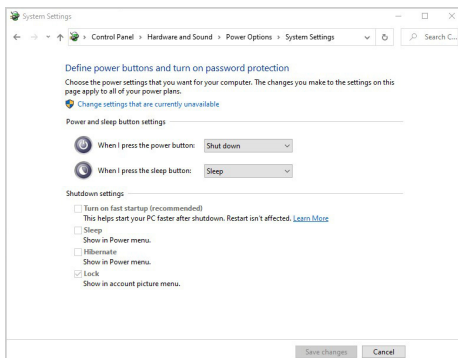 System Settings
Control Panel > Hardware and Sound > Power Options > System Settings
Search C...
Define power buttons and turn on password protection
Choose the power settings that you want for your computer. The changes you make to the settings on this
page apply to all of your power plans.
Change settings that are currently unavailable
Power and sleep button settings
When I press the power button: Shut down
When I press the sleep button: Sleep
Shutdown settings
Turn on fast startup (recommended)
This helps start your PC faster after shutdown. Restart isn't affected. Learn More
Sleep
Show in Power menu.
Hibernate
Show in Power menu.
Lock
Show in account picture menu.
Save changes Cancel